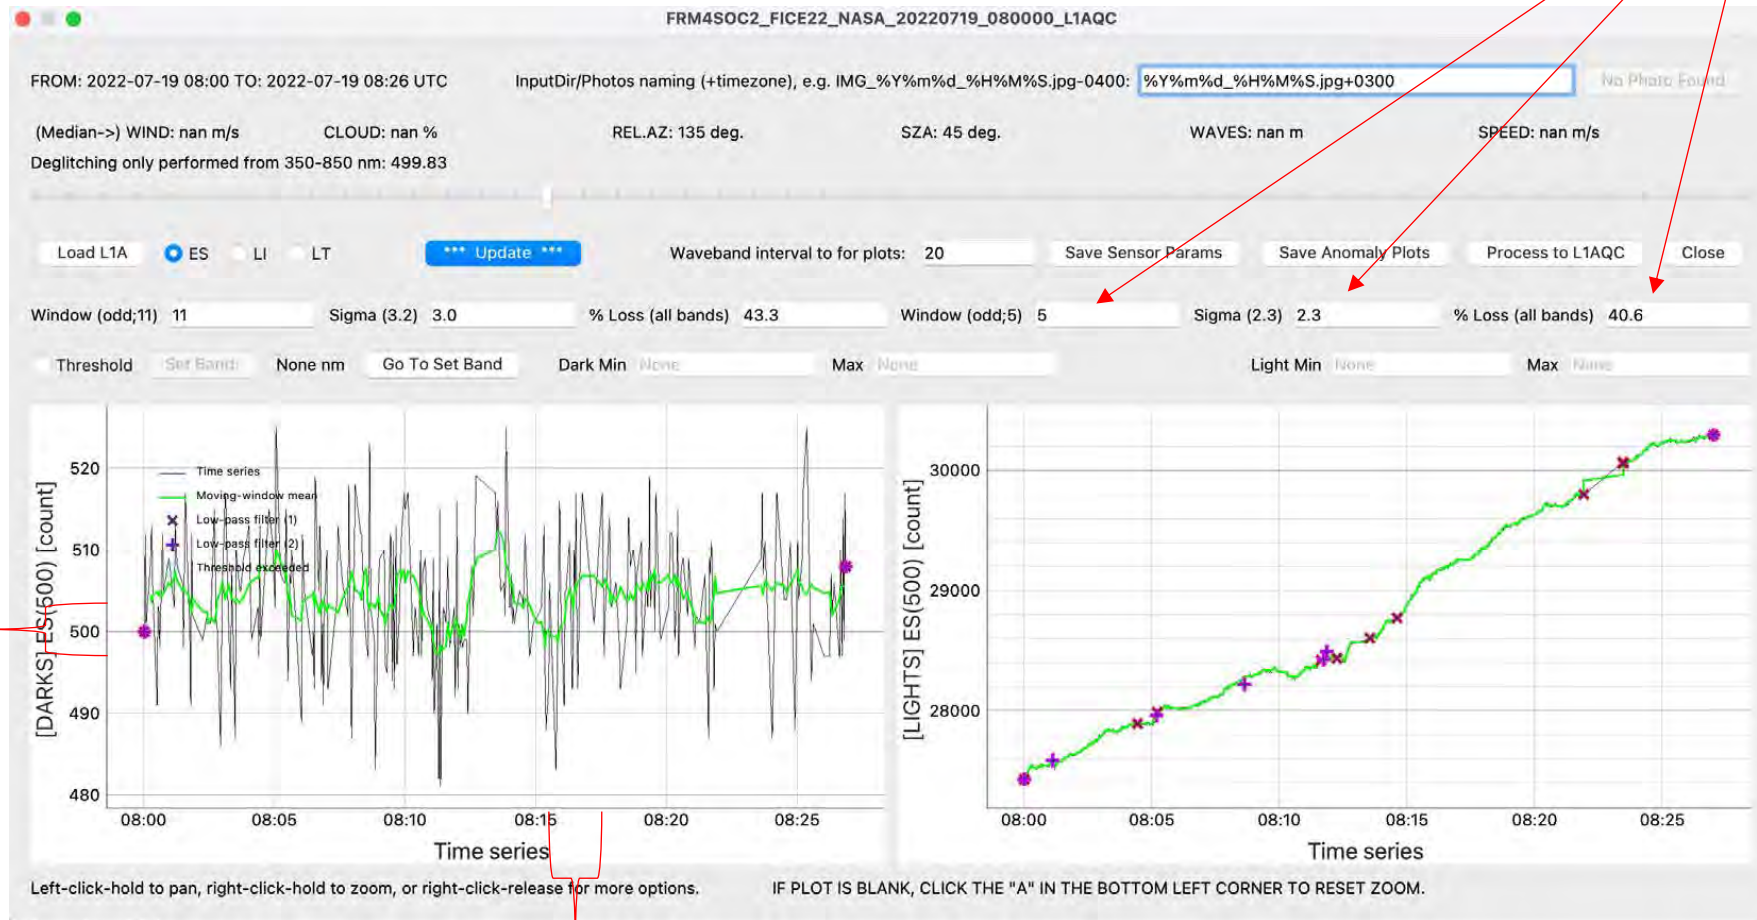 FRM4SOC2_FICE22_NASA_20220719_080000_L1AQC
FROM: 2022-07-19 08:00 TO: 2022-07-19 08:26 UTC InputDir/Photos naming (+timezone), e.g. IMG_%Y%m%d_%H%M%S.jpg-0400: %Y%m%d_%H%M%S.jpg+0300 No Photo Found
(Median->) WIND: nan m/s CLOUD: nan % REL.AZ: 135 deg. SZA: 45 deg. WAVES: nan m SPEED: nan m/s
Deglitching only performed from 350-850 nm: 499.83
Load L1A ES LI LT *** Update *** Waveband interval to for plots: 20 Save Sensor Params Save Anomaly Plots Process to L1AQC Close
Window (odd;11) 11 Sigma (3.2) 3.0 % Loss (all bands) 43.3 Window (odd;5) 5 Sigma (2.3) 2.3 % Loss (all bands) 40.6
Threshold Set Band: None nm Go To Set Band Dark Min None Max None Light Min None Max None
[DARKS] ES(500) [count]
520
510
500
490
480
Time series
Moving-window mean
Low-pass filter (1)
Low-pass filter (2)
Threshold exceeded
08:00 08:05 08:10 08:15 08:20 08:25
Time series
[LIGHTS] ES(500) [count]
30000
29000
28000
08:00 08:05 08:10 08:15 08:20 08:25
Time series
Left-click-hold to pan, right-click-hold to zoom, or right-click-release for more options. IF PLOT IS BLANK, CLICK THE "A" IN THE BOTTOM LEFT CORNER TO RESET ZOOM.